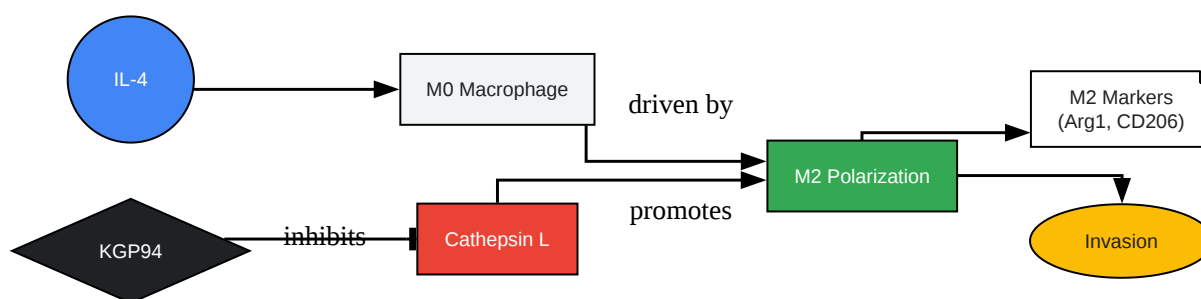 IL-4
M0 Macrophage
driven by
M2 Markers
(Arg1, CD206)
M2 Polarization
promotes
KGP94
inhibits
Cathepsin L
Invasion